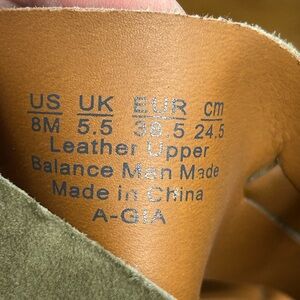 US UK EUR cm
8M 5.5 38.5 24.5
Leather Upper
Balance Man Made
Made in China
A-GIA